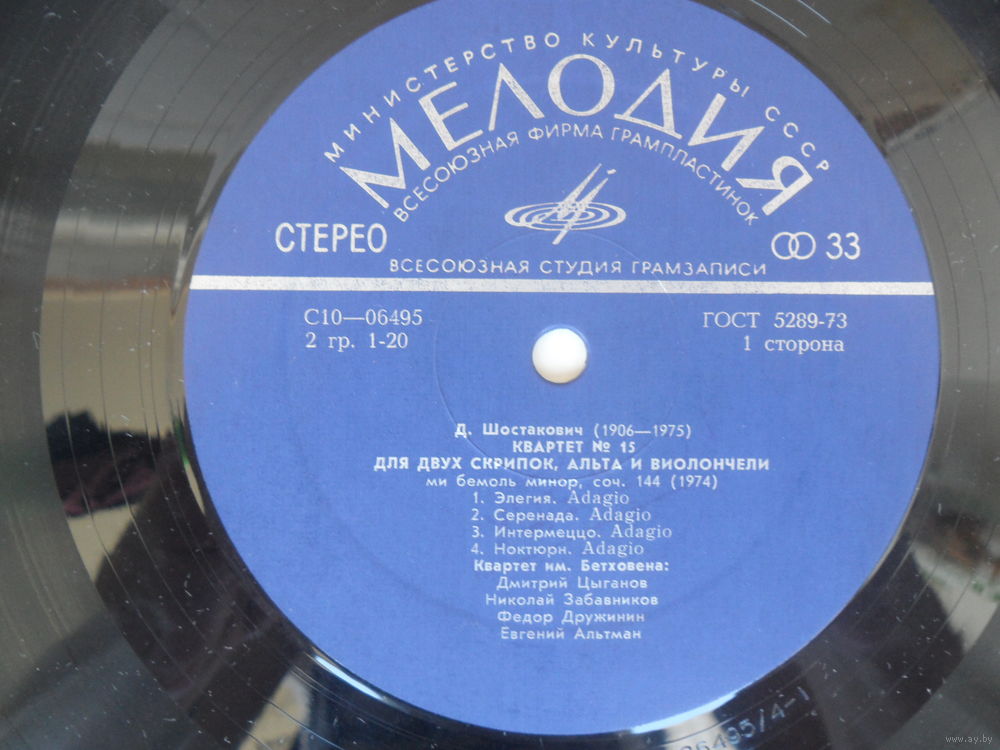 МИНИСТЕРСТВО КУЛЬТУРЫ СССР
МЕЛОДИЯ
ВСЕСОЮЗНАЯ ФИРМА ГРАМПЛАСТИНОК
СТЕРЕО
33
ВСЕСОЮЗНАЯ СТУДИЯ ГРАМЗАПИСИ
С10—06495
ГОСТ 5289-73
2 гр. 1-20
1 сторона
Д. Шостакович (1906—1975)
КВАРТЕТ № 15
ДЛЯ ДВУХ СКРИПОК, АЛЬТА И ВИОЛОНЧЕЛИ
ми бемоль минор, соч. 144 (1974)
1. Элегия. Adagio
2. Серенада. Adagio
3. Интермеццо. Adagio
4. Ноктюрн. Adagio
Квартет им. Бетховена:
Дмитрий Цыганов
Николай Забавников
Федор Дружинин
Евгений Альтман
www.ay.by